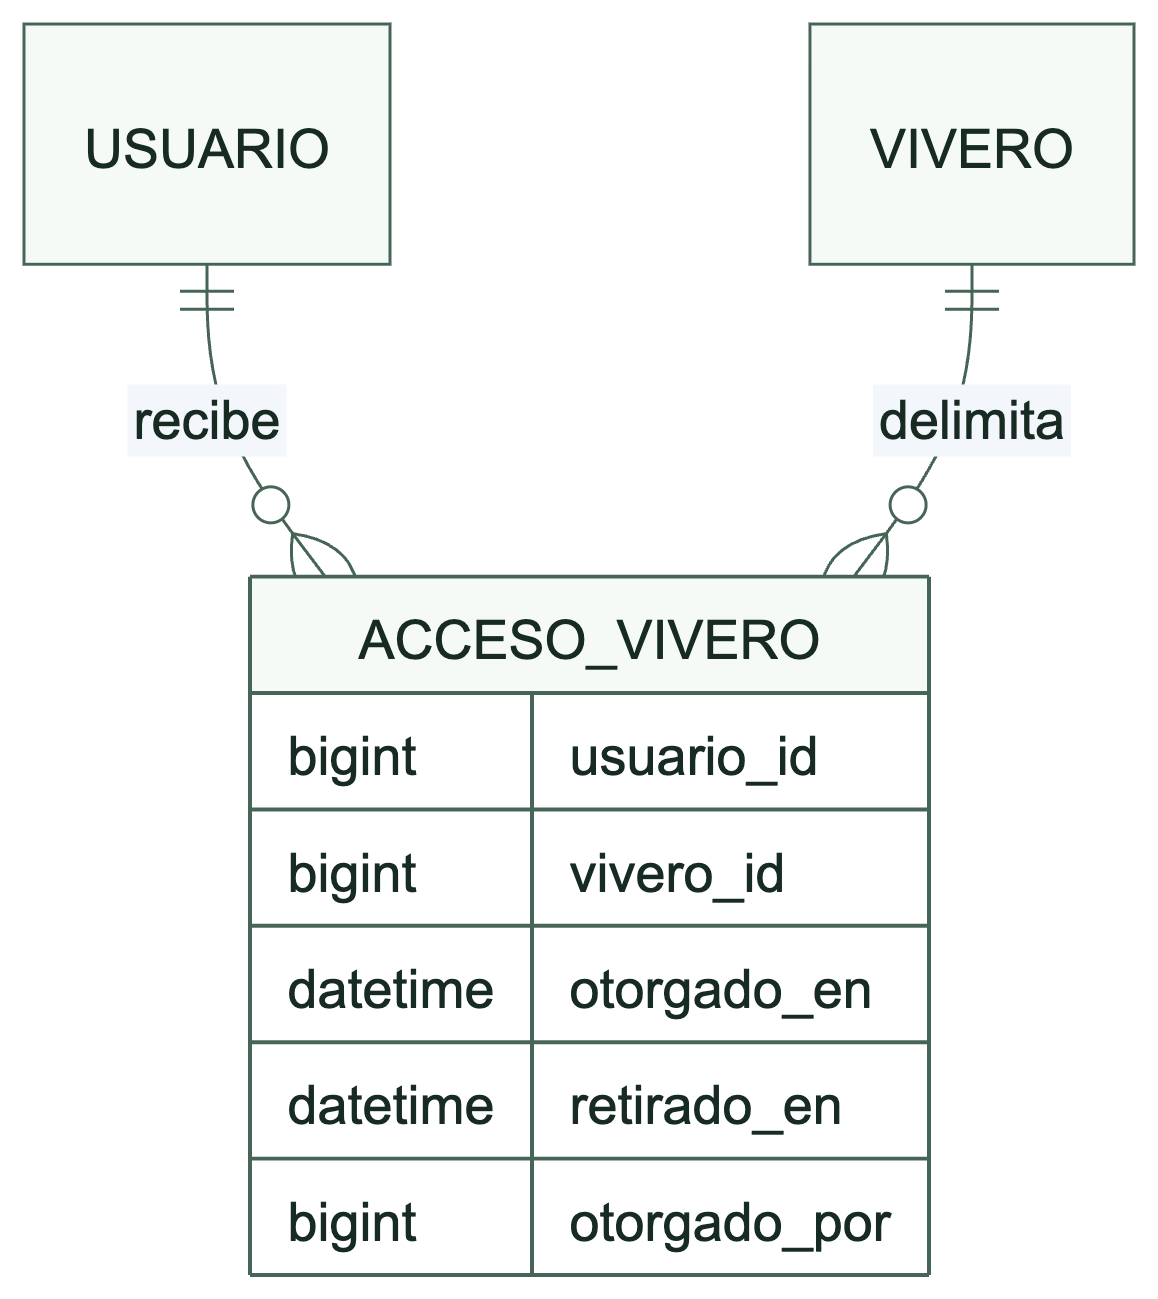 USUARIO
VIVERO
recibe
delimita
ACCESO_VIVERO
bigint usuario_id
bigint vivero_id
datetime otorgado_en
datetime retirado_en
bigint otorgado_por